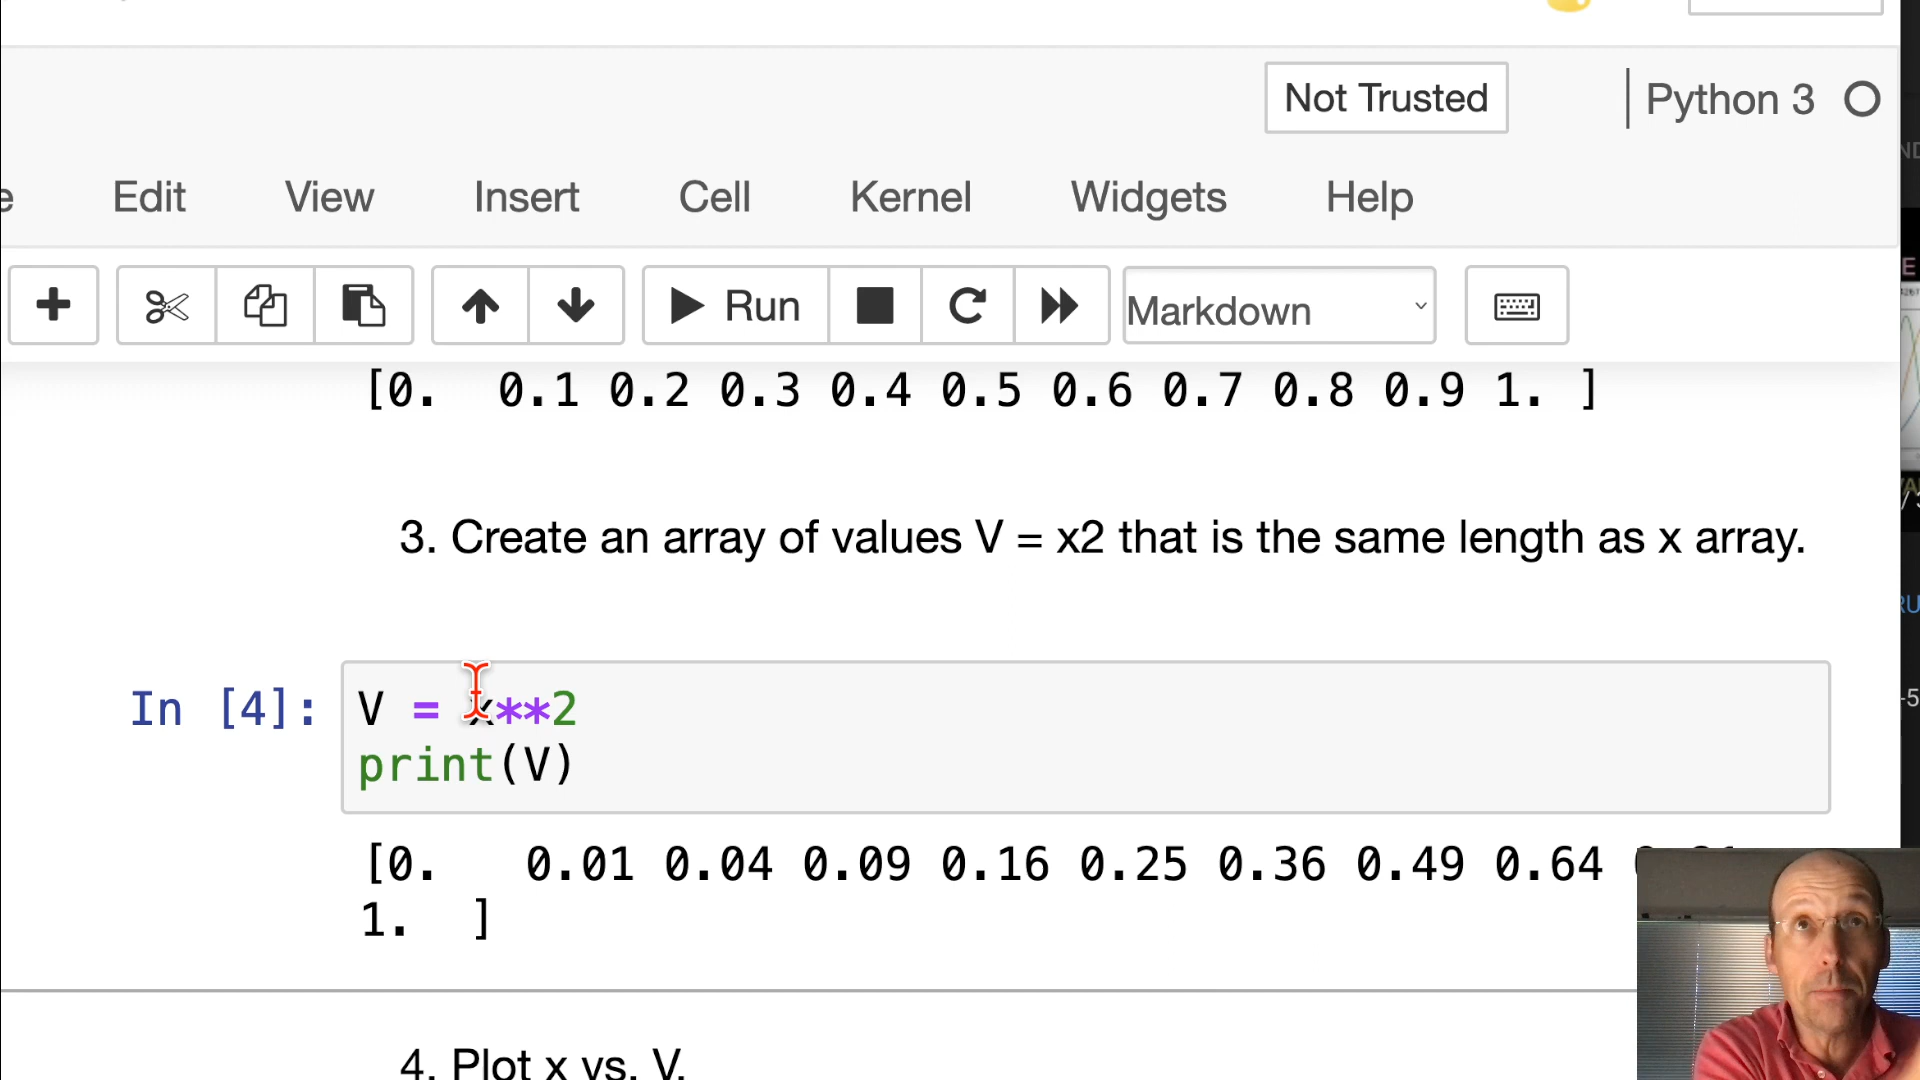 Not Trusted
Python 3
Edit View Insert Cell Kernel Widgets Help
Run
Markdown
[0. 0.1 0.2 0.3 0.4 0.5 0.6 0.7 0.8 0.9 1. ]
3. Create an array of values V = x2 that is the same length as x array.
In [4]: V = x**2
print(V)
[0. 0.01 0.04 0.09 0.16 0.25 0.36 0.49 0.64
1. ]
4. Plot x vs. V.